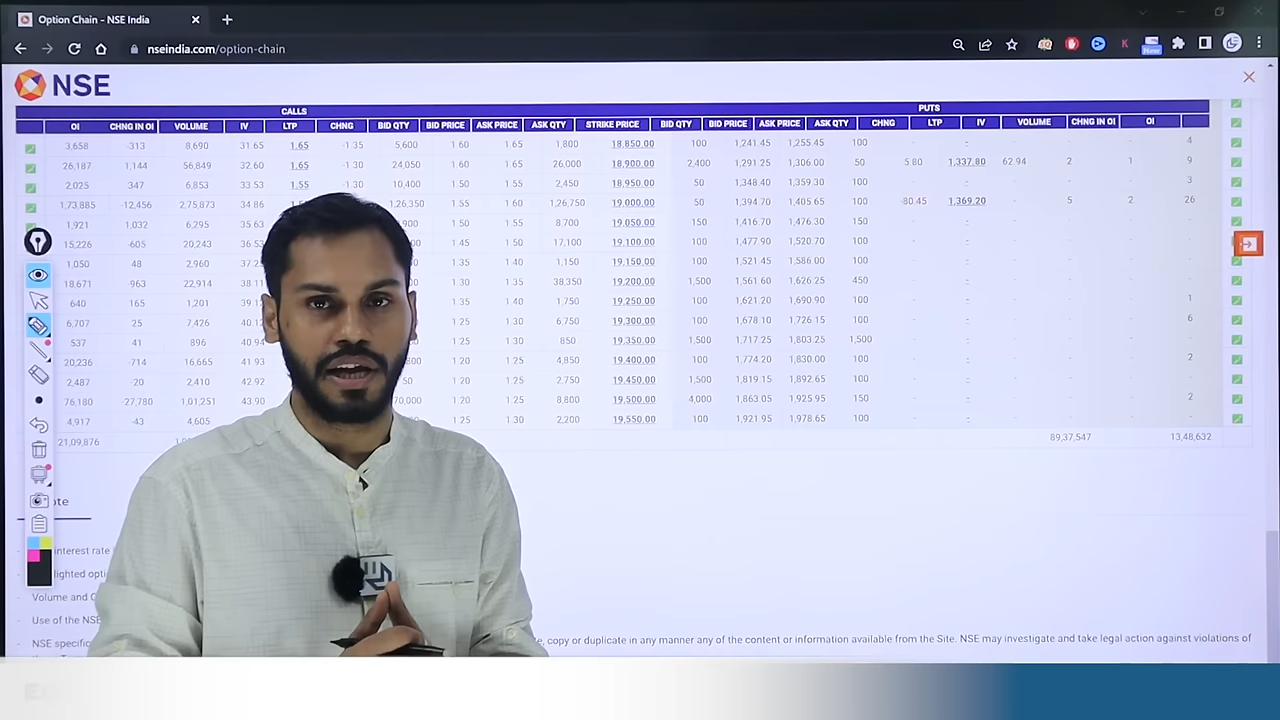 Option Chain - NSE India
nseindia.com/option-chain
New
NSE
CALLS PUTS
OI CHNG IN OI VOLUME IV LTP CHNG BID QTY BID PRICE ASK PRICE ASK QTY STRIKE PRICE BID QTY BID PRICE ASK PRICE ASK QTY CHNG LTP IV VOLUME CHNG IN OI OI
3,658 -313 8,690 31.65 1.65 -1.35 5,600 1.60 1.65 1,800 18,850.00 100 1,241.45 1,255.45 100 - - 4
26,187 1,144 56,849 32.60 1.65 -1.30 24,050 1.60 1.65 26,000 18,900.00 2,400 1,291.25 1,306.00 50 5.80 1,337.80 62.94 2 1 9
2,025 347 6,853 33.53 1.55 -1.30 10,400 1.50 1.55 2,450 18,950.00 50 1,348.40 1,359.30 100 - - 3
1,73,885 -12,456 2,75,873 34.86 1,26,350 1.55 1.60 1,26,750 19,000.00 50 1,394.70 1,405.65 100 -80.45 1,369.20 - 5 2 26
1,921 1,032 6,295 35.63 1.50 1.55 8,700 19,050.00 150 1,416.70 1,476.30 150 - - - - - -
15,226 -605 20,243 1.45 1.50 17,100 19,100.00 100 1,477.90 1,520.70 100 - - - - - -
1,050 48 2,960 1.35 1.40 1,150 19,150.00 100 1,521.45 1,586.00 100 - - - - - -
18,671 963 22,914 38.11 1.30 1.35 38,350 19,200.00 1,500 1,561.60 1,626.25 450 - - - - - -
640 165 1,201 1.35 1.40 1,750 19,250.00 100 1,621.20 1,690.90 100 - - - - - 1
6,707 25 7,426 1.25 1.30 6,750 19,300.00 100 1,678.10 1,726.15 100 - - - - - 6
537 41 896 40.94 1.25 1.30 850 19,350.00 1,500 1,717.25 1,803.25 1,500 - - - - - -
20,236 -714 16,665 41.93 1.20 1.25 4,850 19,400.00 100 1,774.20 1,830.00 100 - - - - - 2
2,487 -20 2,410 42.92 50 1.20 1.25 2,750 19,450.00 1,500 1,819.15 1,892.65 100 - - - - - -
76,180 -27,780 1,01,251 43.90 70,000 1.20 1.25 8,800 19,500.00 4,000 1,863.05 1,925.95 150 - - - - - 2
4,917 -43 4,605 1.25 1.30 2,200 19,550.00 100 1,921.95 1,978.65 100 - - - - - -
21,09,876 89,37,547 13,48,632
interest rate
Volume and
Use of the NSE
NSE specific copy or duplicate in any manner any of the content or information available from the Site. NSE may investigate and take legal action against violations of